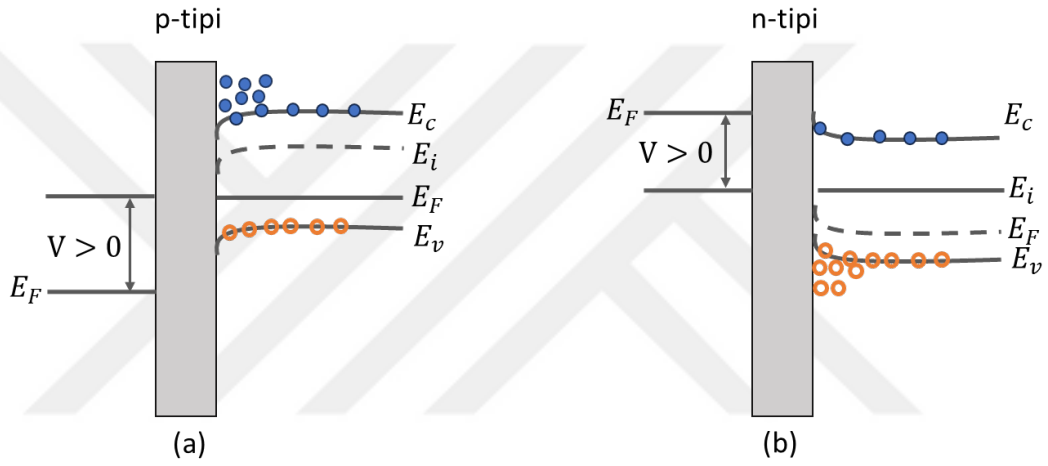 p-tipi
E_c
E_i
E_F
E_v
V > 0
E_F
(a)
n-tipi
E_F
V > 0
E_c
E_i
E_F
E_v
(b)